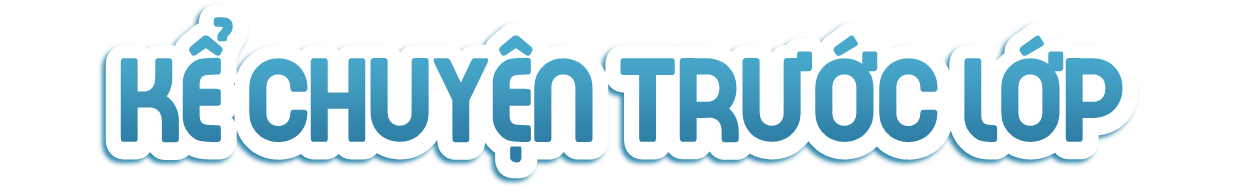 KỂ CHUYỆN TRƯỚC LỚP